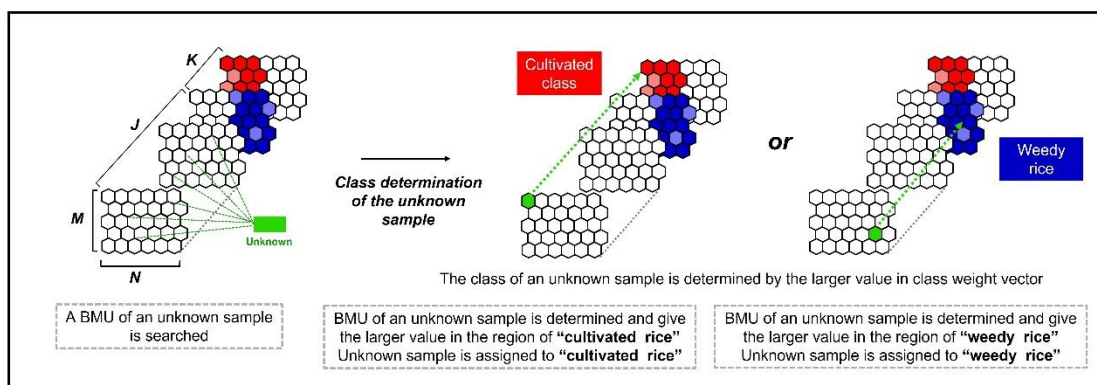 K
J
M
N
Unknown
Class determination
of the unknown
sample
Cultivated
class
or
Weedy
rice
The class of an unknown sample is determined by the larger value in class weight vector
A BMU of an unknown sample
is searched
BMU of an unknown sample is determined and give
the larger value in the region of “cultivated rice”
Unknown sample is assigned to “cultivated rice”
BMU of an unknown sample is determined and give
the larger value in the region of “weedy rice”
Unknown sample is assigned to “weedy rice”